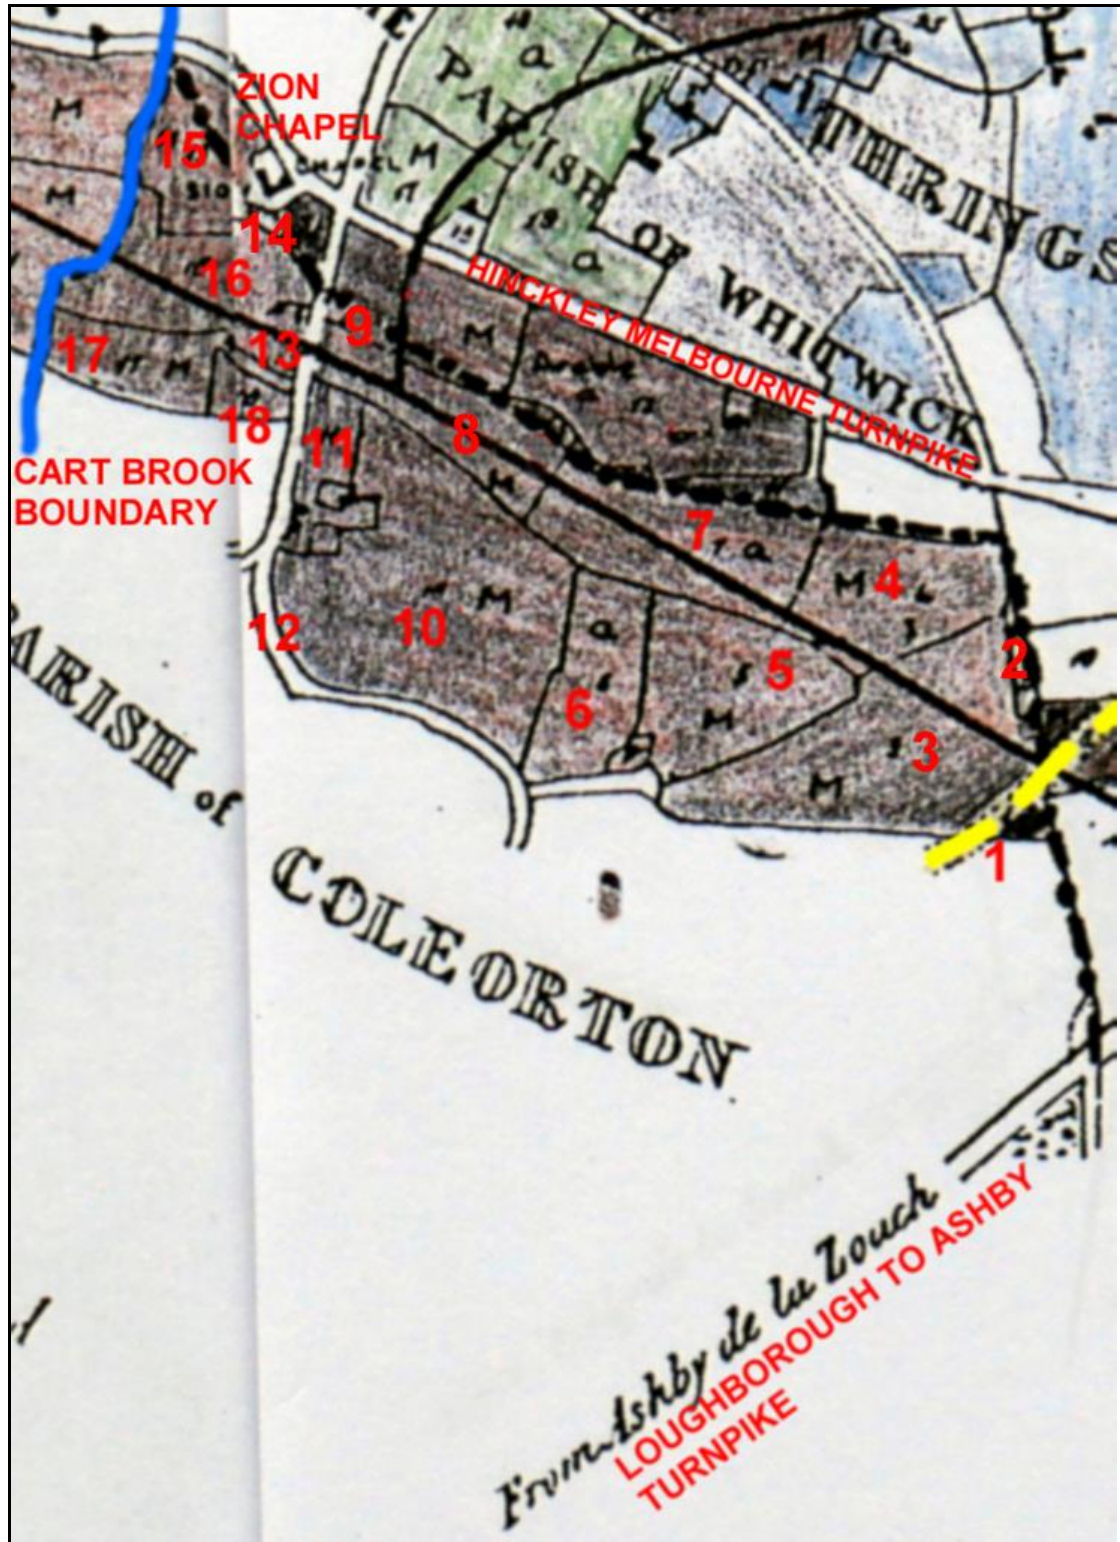 ZION
CHAPEL
CHAPEL
PARISH
OF
WHITWICK
THRINGS
HINCKLEY MELBOURNE TURNPIKE
15
14
16
9
13
17
18
11
8
7
4
CART BROOK
BOUNDARY
12
10
6
5
2
3
1
PARISH of
COLEORTON
From Ashby de la Zouch
LOUGHBOROUGH TO ASHBY
TURNPIKE